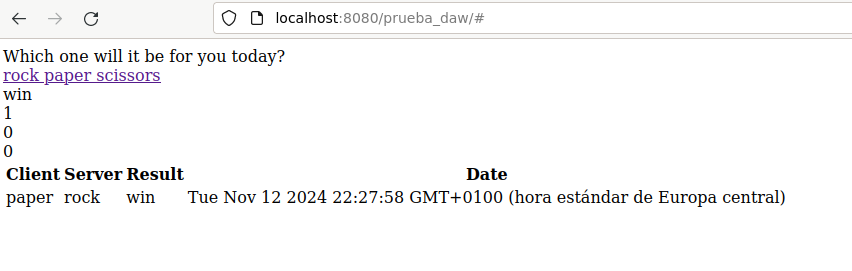 localhost:8080/prueba_daw/#
Which one will it be for you today?
rock paper scissors
win
1
0
0
Client Server Result Date
paper rock win Tue Nov 12 2024 22:27:58 GMT+0100 (hora estándar de Europa central)